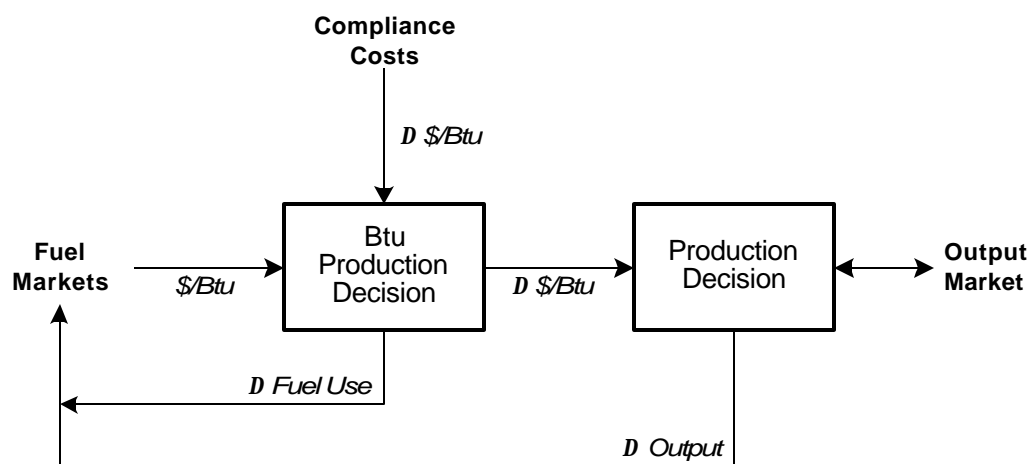 Compliance
Costs
D $/Btu
Fuel
Markets
$/Btu
Btu
Production
Decision
D $/Btu
Production
Decision
Output
Market
D Fuel Use
D Output